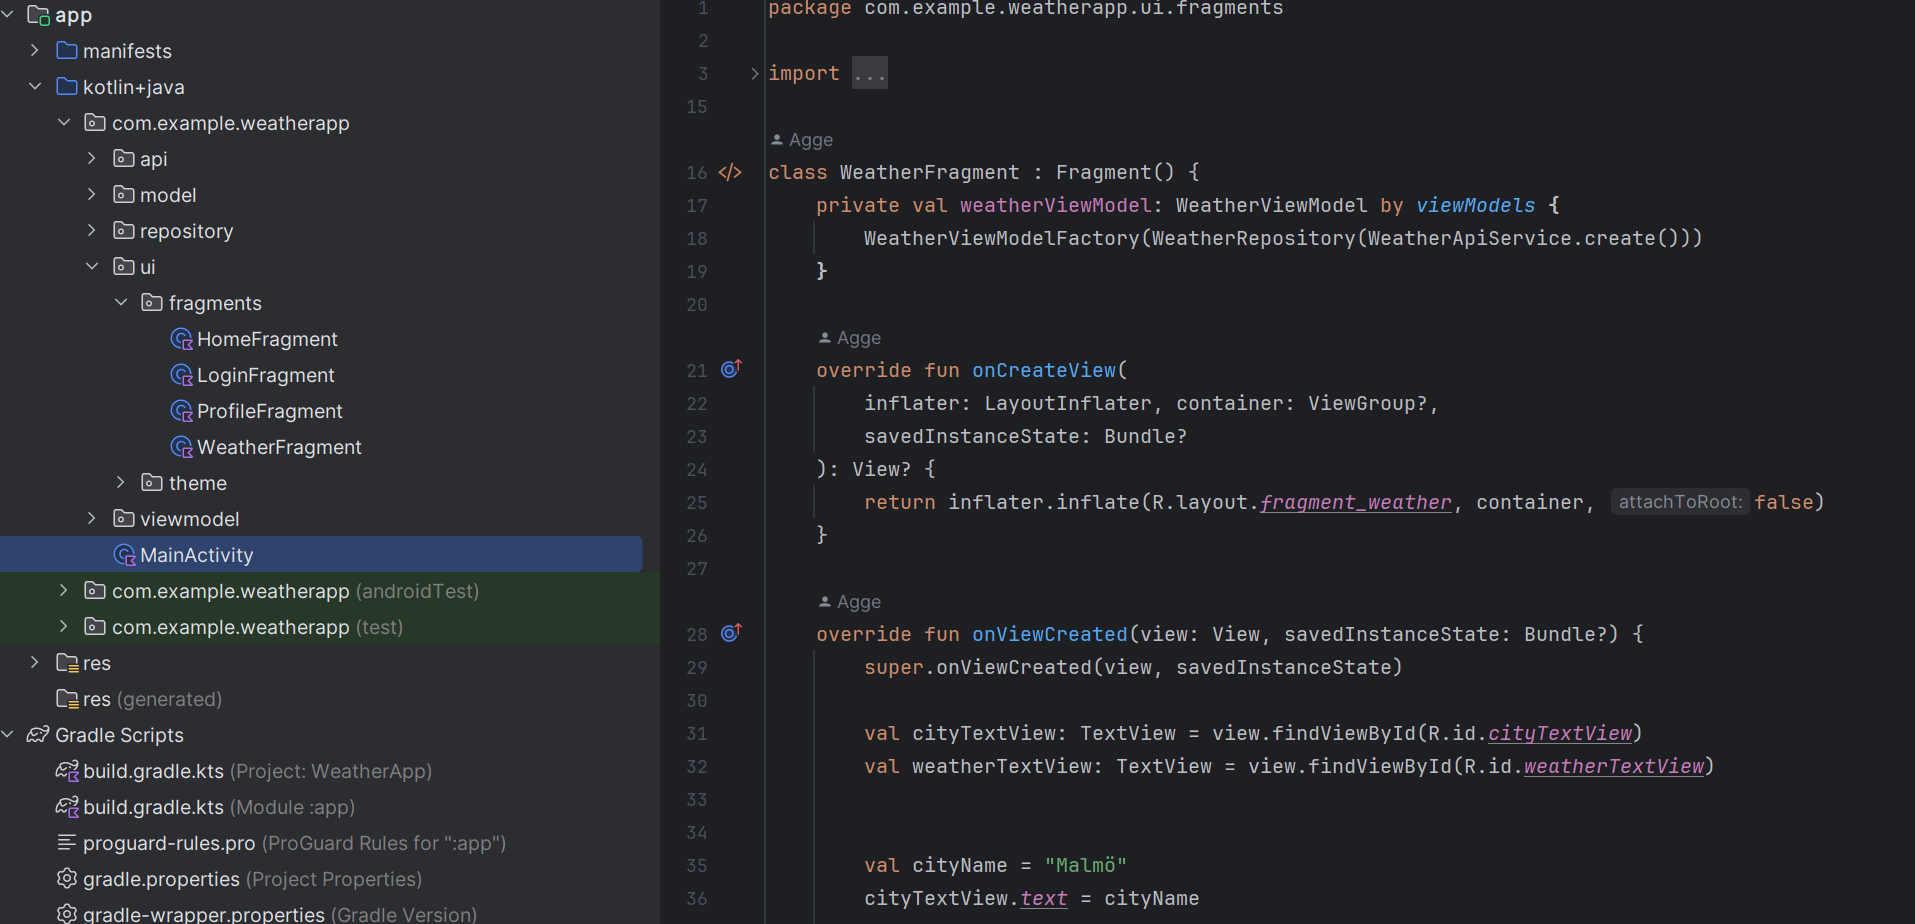 app
manifests
kotlin+java
com.example.weatherapp
api
model
repository
ui
fragments
HomeFragment
LoginFragment
ProfileFragment
WeatherFragment
theme
viewmodel
MainActivity
com.example.weatherapp (androidTest)
com.example.weatherapp (test)
res
res (generated)
Gradle Scripts
build.gradle.kts (Project: WeatherApp)
build.gradle.kts (Module :app)
proguard-rules.pro (ProGuard Rules for ":app")
gradle.properties (Project Properties)
gradle-wrapper.properties (Gradle Version)
1 package com.example.weatherapp.ui.fragments
2
3 import ...
15
Agge
16 class WeatherFragment : Fragment() {
17 private val weatherViewModel: WeatherViewModel by viewModels {
18 WeatherViewModelFactory(WeatherRepository(WeatherApiService.create()))
19 }
20
Agge
21 override fun onCreateView(
22 inflater: LayoutInflater, container: ViewGroup?,
23 savedInstanceState: Bundle?
24 ): View? {
25 return inflater.inflate(R.layout.fragment_weather, container, attachToRoot: false)
26 }
27
Agge
28 override fun onViewCreated(view: View, savedInstanceState: Bundle?) {
29 super.onViewCreated(view, savedInstanceState)
30
31 val cityTextView: TextView = view.findViewById(R.id.cityTextView)
32 val weatherTextView: TextView = view.findViewById(R.id.weatherTextView)
33
34
35 val cityName = "Malmö"
36 cityTextView.text = cityName